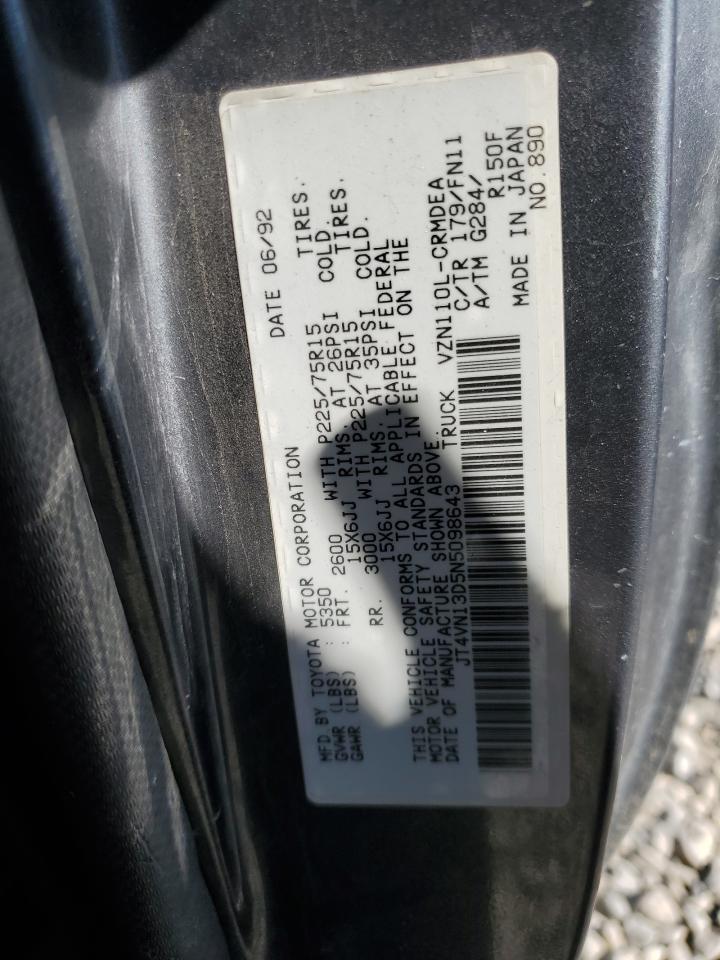 MFD BY TOYOTA MOTOR CORPORATION DATE 06/92
GVWR (LBS) : 5350
GAWR (LBS) : FRT. 2600 WITH P225/75R15 TIRES.
15X6JJ RIMS. AT 26PSI COLD.
RR. 3000 WITH P225/75R15 TIRES.
15X6JJ RIMS. AT 35PSI COLD.
THIS VEHICLE CONFORMS TO ALL APPLICABLE FEDERAL
MOTOR VEHICLE SAFETY STANDARDS IN EFFECT ON THE
DATE OF MANUFACTURE SHOWN ABOVE.
JT4VN13D5N5098643 TRUCK VZN110L-CRMDEA
C/TR 179/FN11
A/TM G284/
R150F
MADE IN JAPAN
NO.890